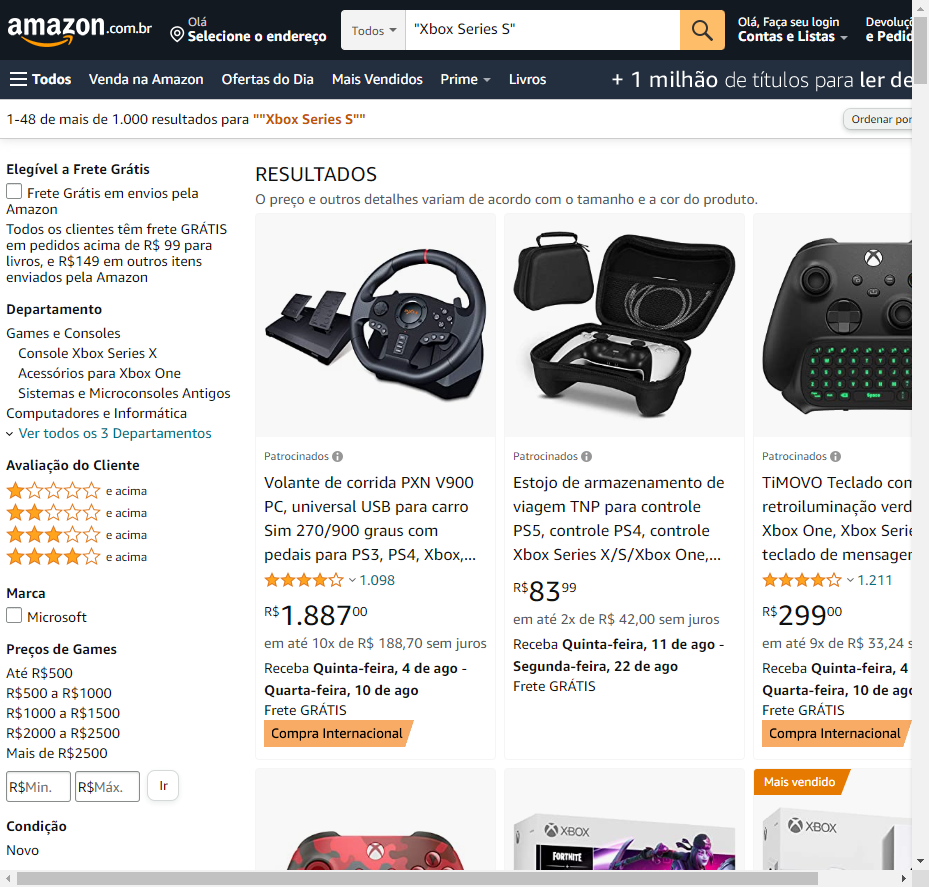 amazon.com.br
Olá
Selecione o endereço
Todos
"Xbox Series S"
Olá, Faça seu login
Contas e Listas
Devoluç
e Pedid
Todos
Venda na Amazon
Ofertas do Dia
Mais Vendidos
Prime
Livros
+ 1 milhão de títulos para ler de
1-48 de mais de 1.000 resultados para ""Xbox Series S""
Ordenar por
Elegível a Frete Grátis
Frete Grátis em envios pela
Amazon
Todos os clientes têm frete GRÁTIS
em pedidos acima de R$ 99 para
livros, e R$149 em outros itens
enviados pela Amazon
Departamento
Games e Consoles
Console Xbox Series X
Acessórios para Xbox One
Sistemas e Microconsoles Antigos
Computadores e Informática
Ver todos os 3 Departamentos
Avaliação do Cliente
e acima
e acima
e acima
e acima
Marca
Microsoft
Preços de Games
Até R$500
R$500 a R$1000
R$1000 a R$1500
R$2000 a R$2500
Mais de R$2500
R$Min.
R$Máx.
Ir
Condição
Novo
RESULTADOS
O preço e outros detalhes variam de acordo com o tamanho e a cor do produto.
Patrocinados
Volante de corrida PXN V900
PC, universal USB para carro
Sim 270/900 graus com
pedais para PS3, PS4, Xbox,...
1.098
R$1.88700
em até 10x de R$ 188,70 sem juros
Receba Quinta-feira, 4 de ago -
Quarta-feira, 10 de ago
Frete GRÁTIS
Compra Internacional
Patrocinados
Estojo de armazenamento de
viagem TNP para controle
PS5, controle PS4, controle
Xbox Series X/S/Xbox One,...
R$8399
em até 2x de R$ 42,00 sem juros
Receba Quinta-feira, 11 de ago -
Segunda-feira, 22 de ago
Frete GRÁTIS
Patrocinados
TiMOVO Teclado com
retroiluminação verd
Xbox One, Xbox Serie
teclado de mensager
1.211
R$29900
em até 9x de R$ 33,24 s
Receba Quinta-feira, 4
Quarta-feira, 10 de ago
Frete GRÁTIS
Compra Internacional
XBOX
FORTNITE
Mais vendido
XBOX